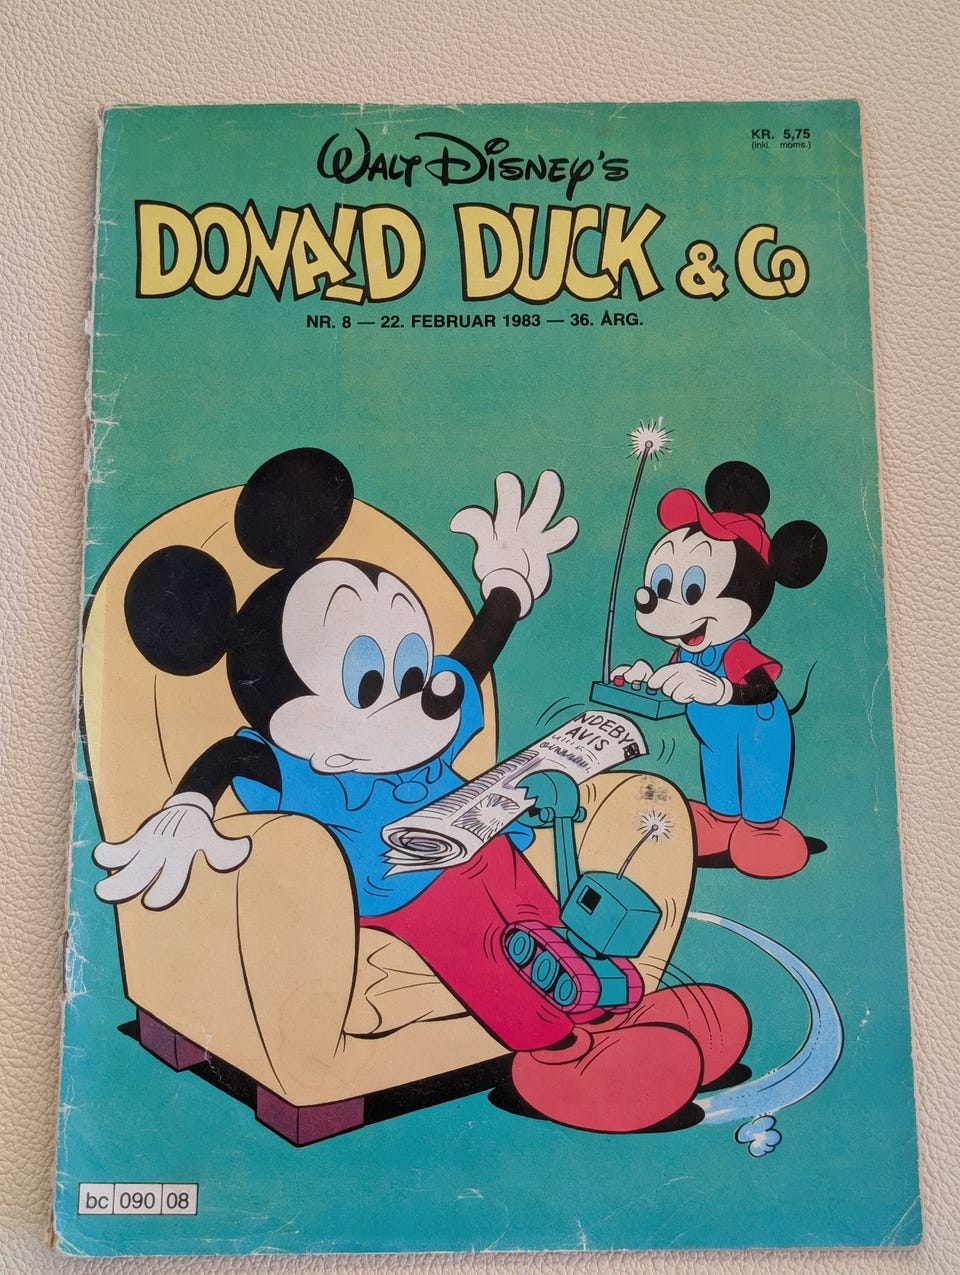 KR. 5,75
(inkl. moms.)
WALT DISNEY'S
DONALD DUCK & Co
NR. 8 — 22. FEBRUAR 1983 — 36. ÅRG.
NDEBY
AVIS
bc 090 08